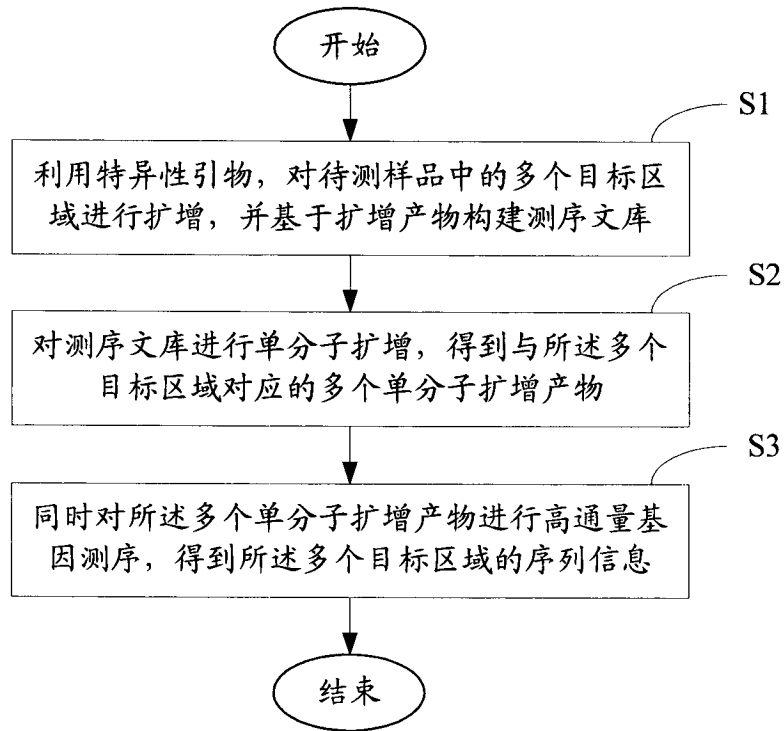 开始
S1
利用特异性引物，对待测样品中的多个目标区
域进行扩增，并基于扩增产物构建测序文库
S2
对测序文库进行单分子扩增，得到与所述多个
目标区域对应的多个单分子扩增产物
S3
同时对所述多个单分子扩增产物进行高通量基
因测序，得到所述多个目标区域的序列信息
结束